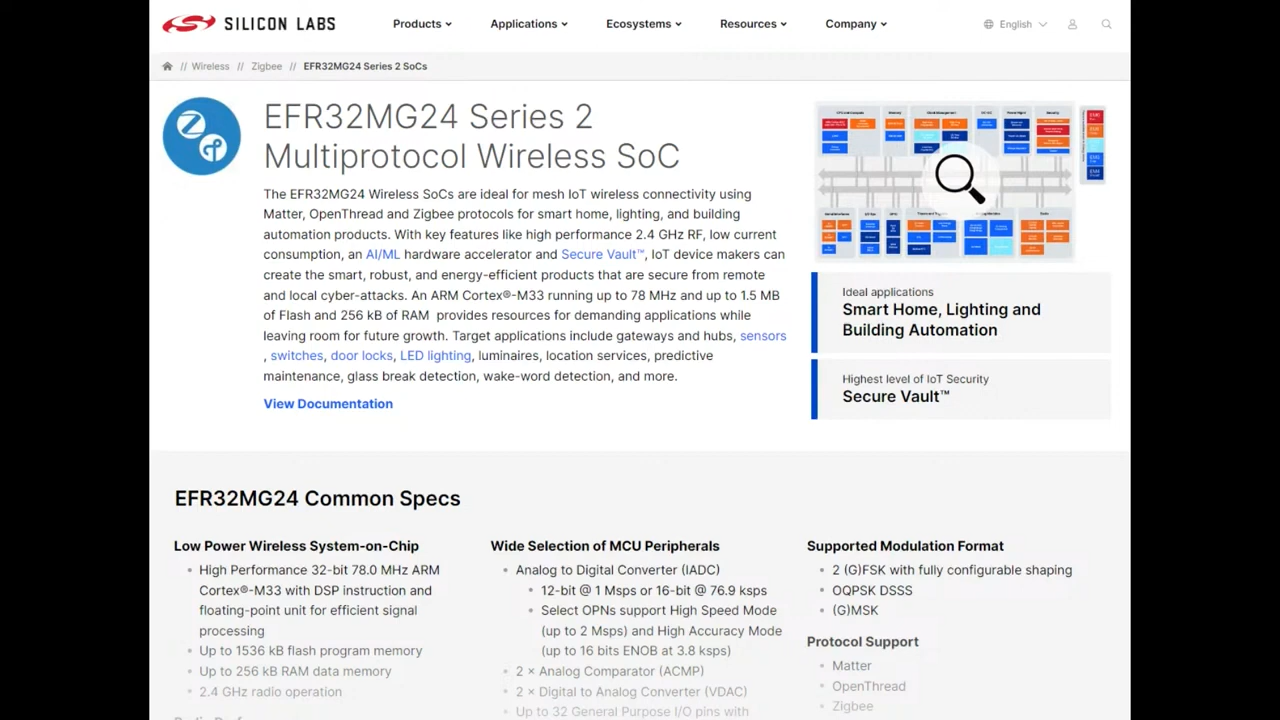 SILICON LABS
Products
Applications
Ecosystems
Resources
Company
English
// Wireless // Zigbee // EFR32MG24 Series 2 SoCs
EFR32MG24 Series 2
Multiprotocol Wireless SoC
The EFR32MG24 Wireless SoCs are ideal for mesh IoT wireless connectivity using
Matter, OpenThread and Zigbee protocols for smart home, lighting, and building
automation products. With key features like high performance 2.4 GHz RF, low current
consumption, an AI/ML hardware accelerator and Secure Vault™, IoT device makers can
create the smart, robust, and energy-efficient products that are secure from remote
and local cyber-attacks. An ARM Cortex®-M33 running up to 78 MHz and up to 1.5 MB
of Flash and 256 kB of RAM provides resources for demanding applications while
leaving room for future growth. Target applications include gateways and hubs, sensors
, switches, door locks, LED lighting, luminaires, location services, predictive
maintenance, glass break detection, wake-word detection, and more.
View Documentation
Ideal applications
Smart Home, Lighting and
Building Automation
Highest level of IoT Security
Secure Vault™
EFR32MG24 Common Specs
Low Power Wireless System-on-Chip
High Performance 32-bit 78.0 MHz ARM
Cortex®-M33 with DSP instruction and
floating-point unit for efficient signal
processing
Up to 1536 kB flash program memory
Up to 256 kB RAM data memory
2.4 GHz radio operation
Wide Selection of MCU Peripherals
Analog to Digital Converter (IADC)
12-bit @ 1 Msps or 16-bit @ 76.9 ksps
Select OPNs support High Speed Mode
(up to 2 Msps) and High Accuracy Mode
(up to 16 bits ENOB at 3.8 ksps)
2 × Analog Comparator (ACMP)
2 × Digital to Analog Converter (VDAC)
Up to 32 General Purpose I/O pins with
Supported Modulation Format
2 (G)FSK with fully configurable shaping
OQPSK DSSS
(G)MSK
Protocol Support
Matter
OpenThread
Zigbee